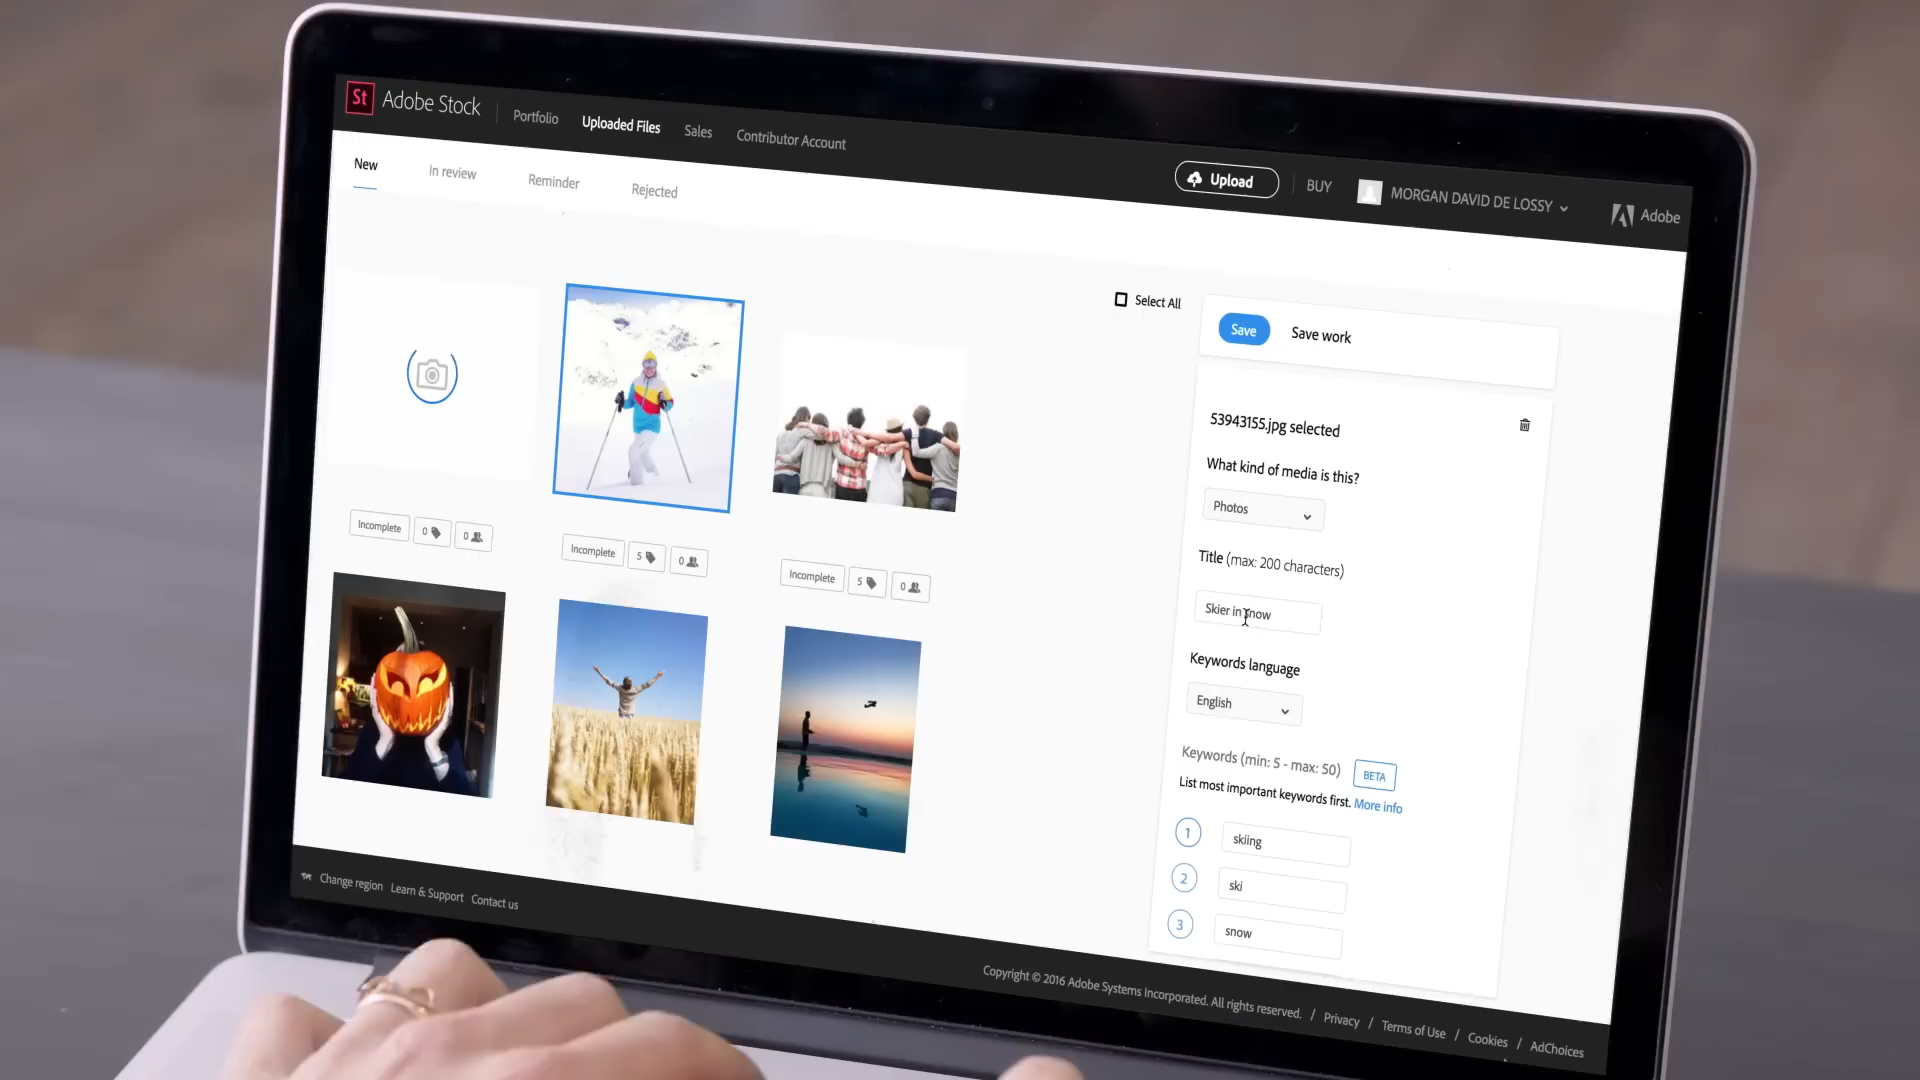 St Adobe Stock Portfolio Uploaded Files Sales Contributor Account
Upload BUY MORGAN DAVID DE LOSSY Adobe
New In review Reminder Rejected
Select All
Save Save work
53943155.jpg selected
What kind of media is this?
Photos
Incomplete 0 0
Incomplete 5 0
Incomplete 5 0
Title (max: 200 characters)
Skier in snow
Keywords language
English
Keywords (min: 5 - max: 50) BETA
List most important keywords first. More info
1 skiing
2 ski
3 snow
Change region Learn & Support Contact us
Copyright © 2016 Adobe Systems Incorporated. All rights reserved. / Privacy / Terms of Use / Cookies / AdChoices